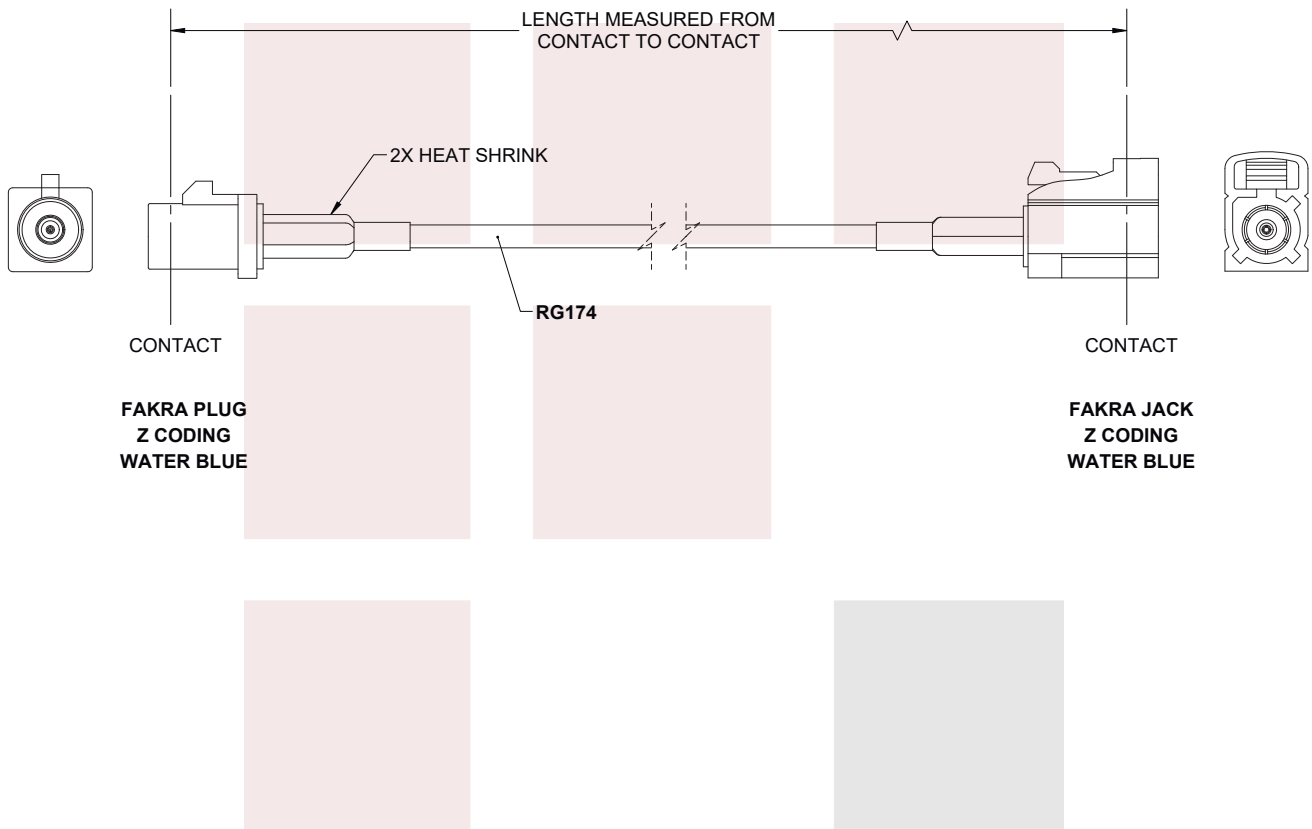 LENGTH MEASURED FROM
CONTACT TO CONTACT
2X HEAT SHRINK
RG174
CONTACT
CONTACT
FAKRA PLUG
Z CODING
WATER BLUE
FAKRA JACK
Z CODING
WATER BLUE